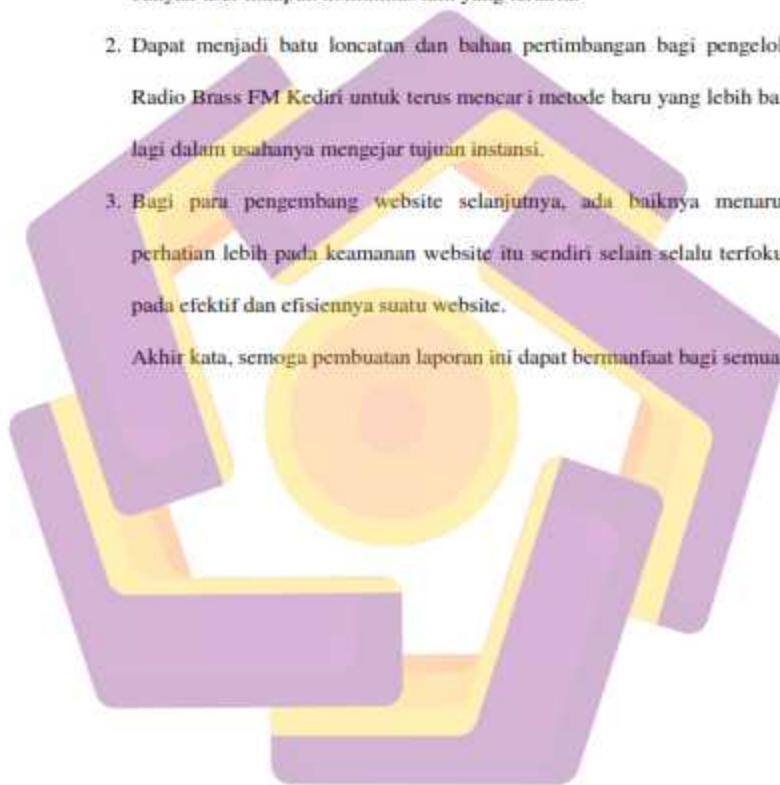 2. Dapat menjadi batu loncatan dan bahan pertimbangan bagi
Radio Brass FM Kediri untuk terus mencar i metode baru yang lebih
lagi dalam usahanya mengejar tujuan instansi.
3. Bagi para pengembang website selanjutnya, ada baiknya
perhatian lebih pada keamanan website itu sendiri selain selalu
pada efektif dan efisiennya suatu website.
Akhir kata, semoga pembuatan laporan ini dapat bermanfaat bagi semua